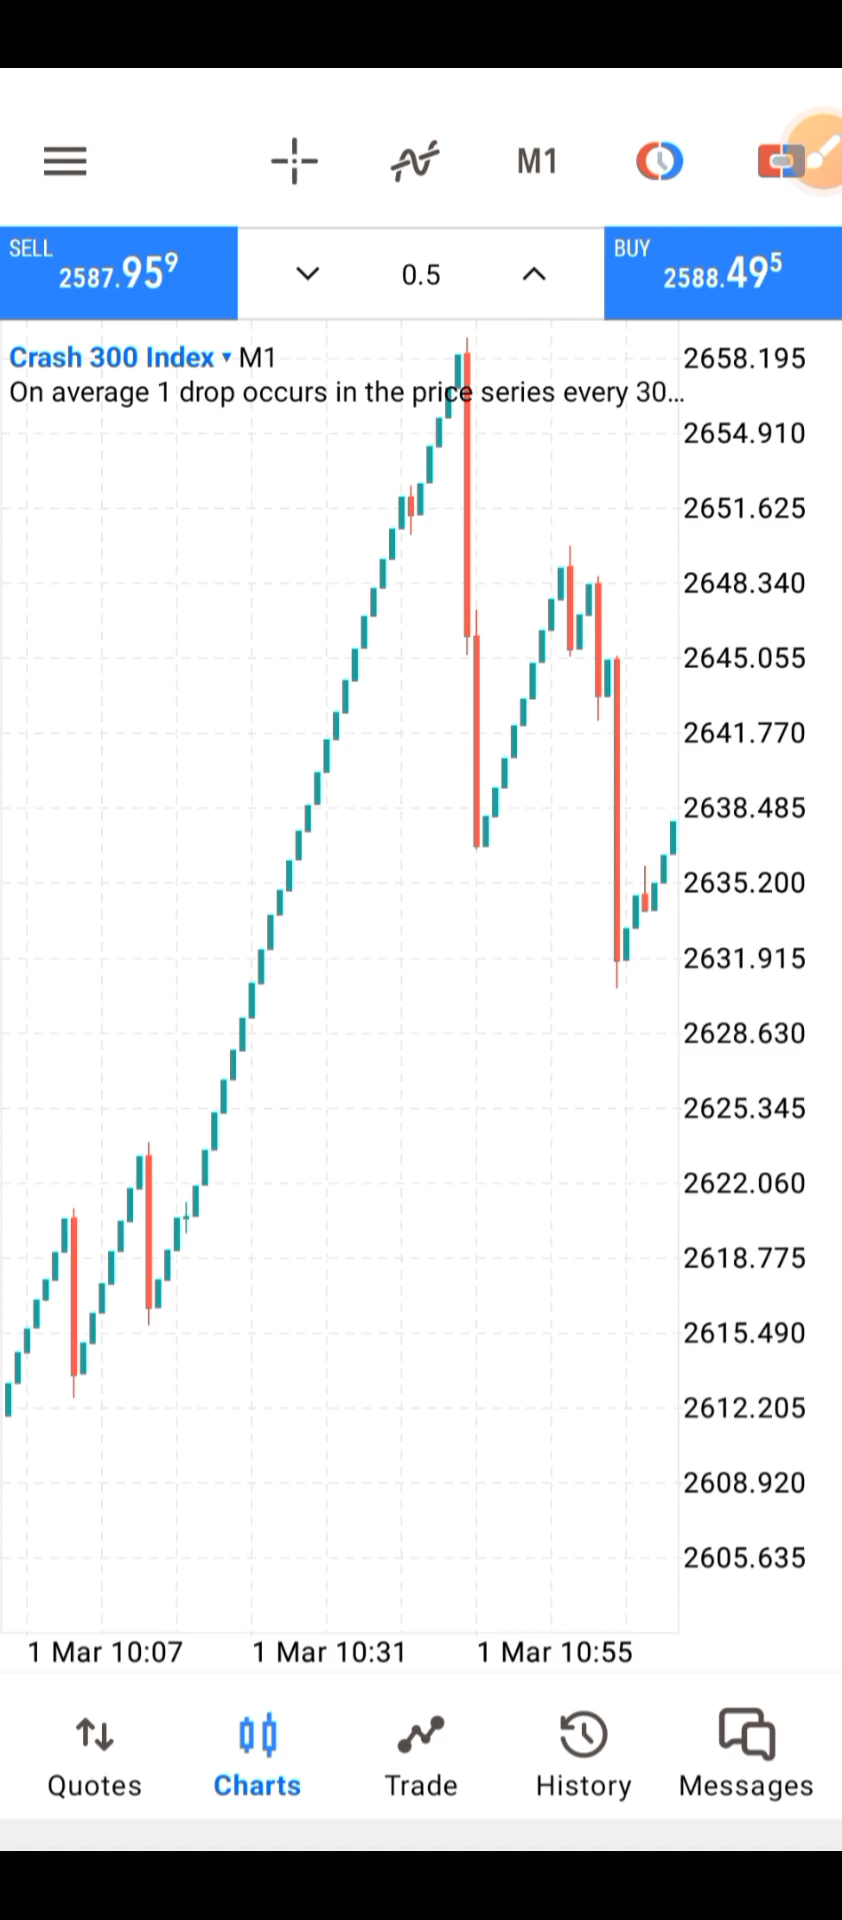 M1
SELL
2587.959
0.5
BUY
2588.495
Crash 300 Index ▾ M1
On average 1 drop occurs in the price series every 30...
2658.195
2654.910
2651.625
2648.340
2645.055
2641.770
2638.485
2635.200
2631.915
2628.630
2625.345
2622.060
2618.775
2615.490
2612.205
2608.920
2605.635
1 Mar 10:07 1 Mar 10:31 1 Mar 10:55
Quotes Charts Trade History Messages